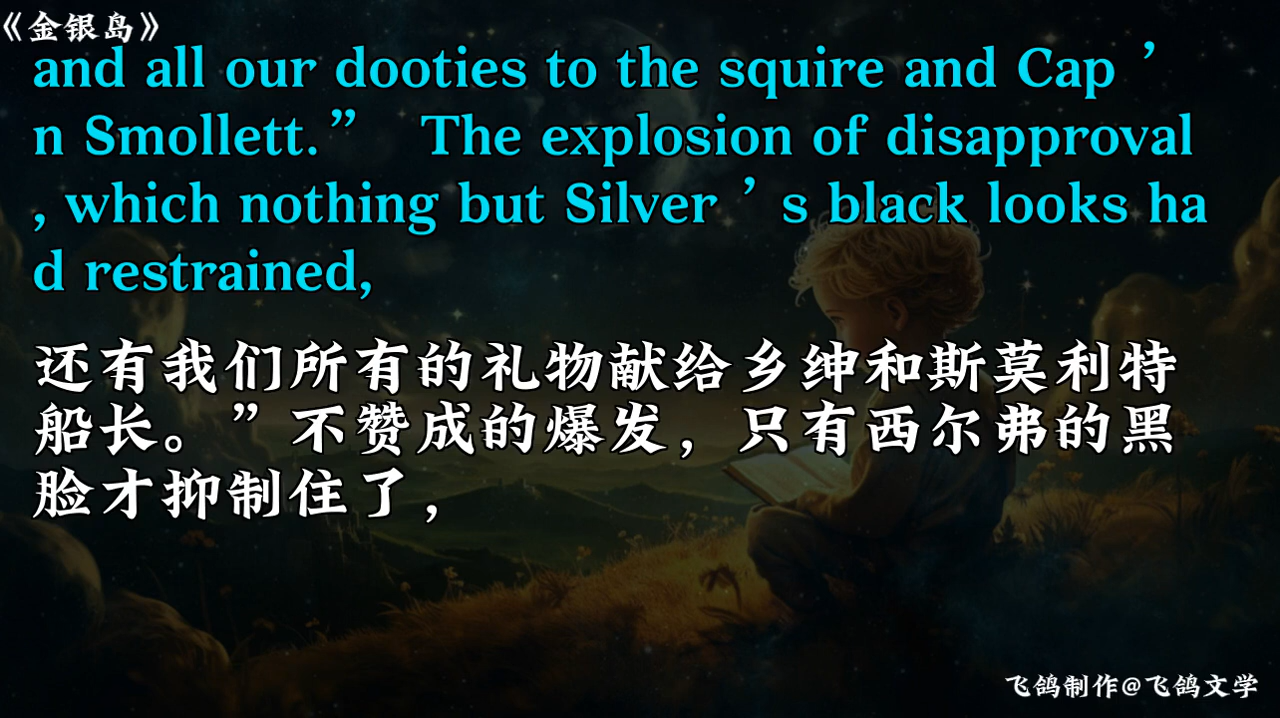 《金银岛》
and all our dooties to the squire and Cap ’
n Smollett.” The explosion of disapproval
, which nothing but Silver ’ s black looks ha
d restrained,
还有我们所有的礼物献给乡绅和斯莫利特
船长。”不赞成的爆发，只有西尔弗的黑
脸才抑制住了，
飞鸽制作@飞鸽文学